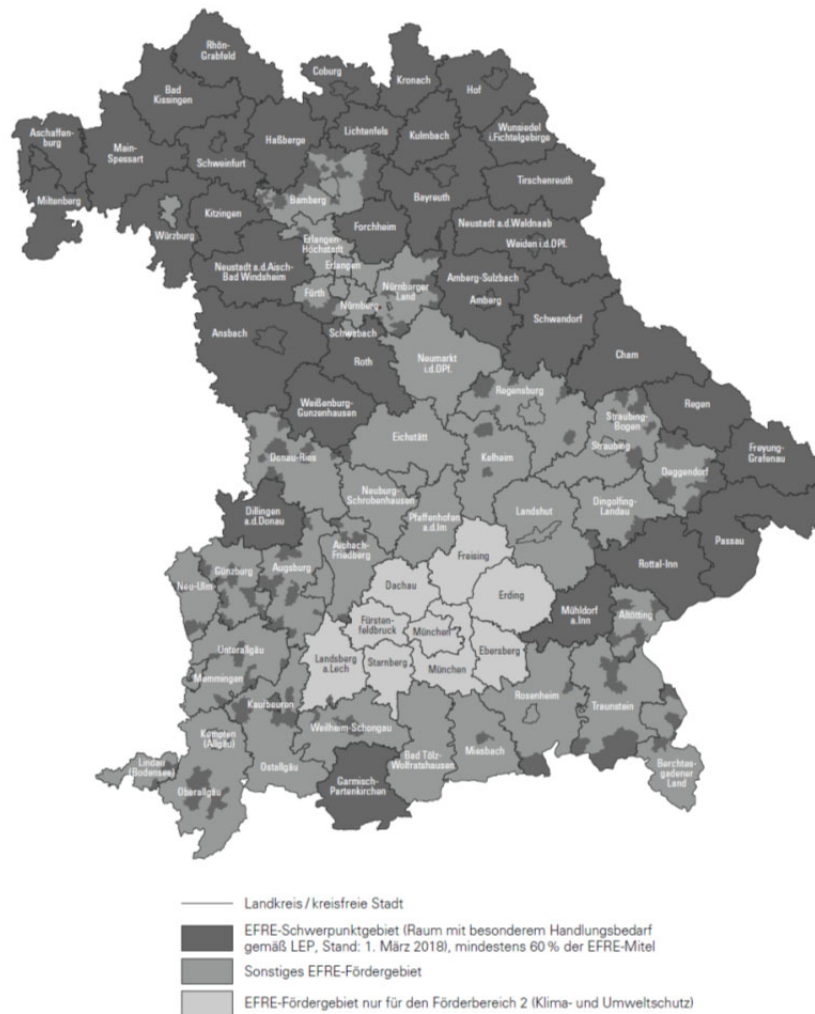 Rhön-
Grabfeld
Coburg
Kronach
Hof
Bad
Kissingen
Aschaffen-
burg
Main-
Spessart
Haßberge
Lichtenfels
Kulmbach
Wunsiedel
i.Fichtelgebirge
Schweinfurt
Tirschenreuth
Miltenberg
Bamberg
Bayreuth
Würzburg
Kitzingen
Forchheim
Neustadt a.d.Waldnaab
Weiden i.d.OPf.
Erlangen-
Höchstadt
Erlangen
Neustadt a.d.Aisch-
Bad Windsheim
Fürth
Nürnberg
Nürnberger
Land
Amberg-Sulzbach
Amberg
Schwandorf
Ansbach
Schwabach
Roth
Neumarkt
i.d.OPf.
Cham
Weißenburg-
Gunzenhausen
Regensburg
Regen
Straubing-
Bogen
Straubing
Eichstätt
Kelheim
Freyung-
Grafenau
Donau-Ries
Deggendorf
Neuburg-
Schrobenhausen
Dingolfing-
Landau
Dillingen
a.d.Donau
Pfaffenhofen
a.d.Ilm
Landshut
Passau
Aichach-
Friedberg
Freising
Rottal-Inn
Neu-Ulm
Günzburg
Augsburg
Dachau
Erding
Mühldorf
a.Inn
Altötting
Fürsten-
feldbruck
München
Unterallgäu
Landsberg
a.Lech
Starnberg
München
Ebersberg
Memmingen
Kaufbeuren
Rosenheim
Traunstein
Kempten
(Allgäu)
Weilheim-Schongau
Bad Tölz-
Wolfratshausen
Miesbach
Lindau
(Bodensee)
Oberallgäu
Ostallgäu
Garmisch-
Partenkirchen
Berchtes-
gadener
Land
Landkreis / kreisfreie Stadt
EFRE-Schwerpunktgebiet (Raum mit besonderem Handlungsbedarf
gemäß LEP, Stand: 1. März 2018), mindestens 60 % der EFRE-Mitel
Sonstiges EFRE-Fördergebiet
EFRE-Fördergebiet nur für den Förderbereich 2 (Klima- und Umweltschutz)